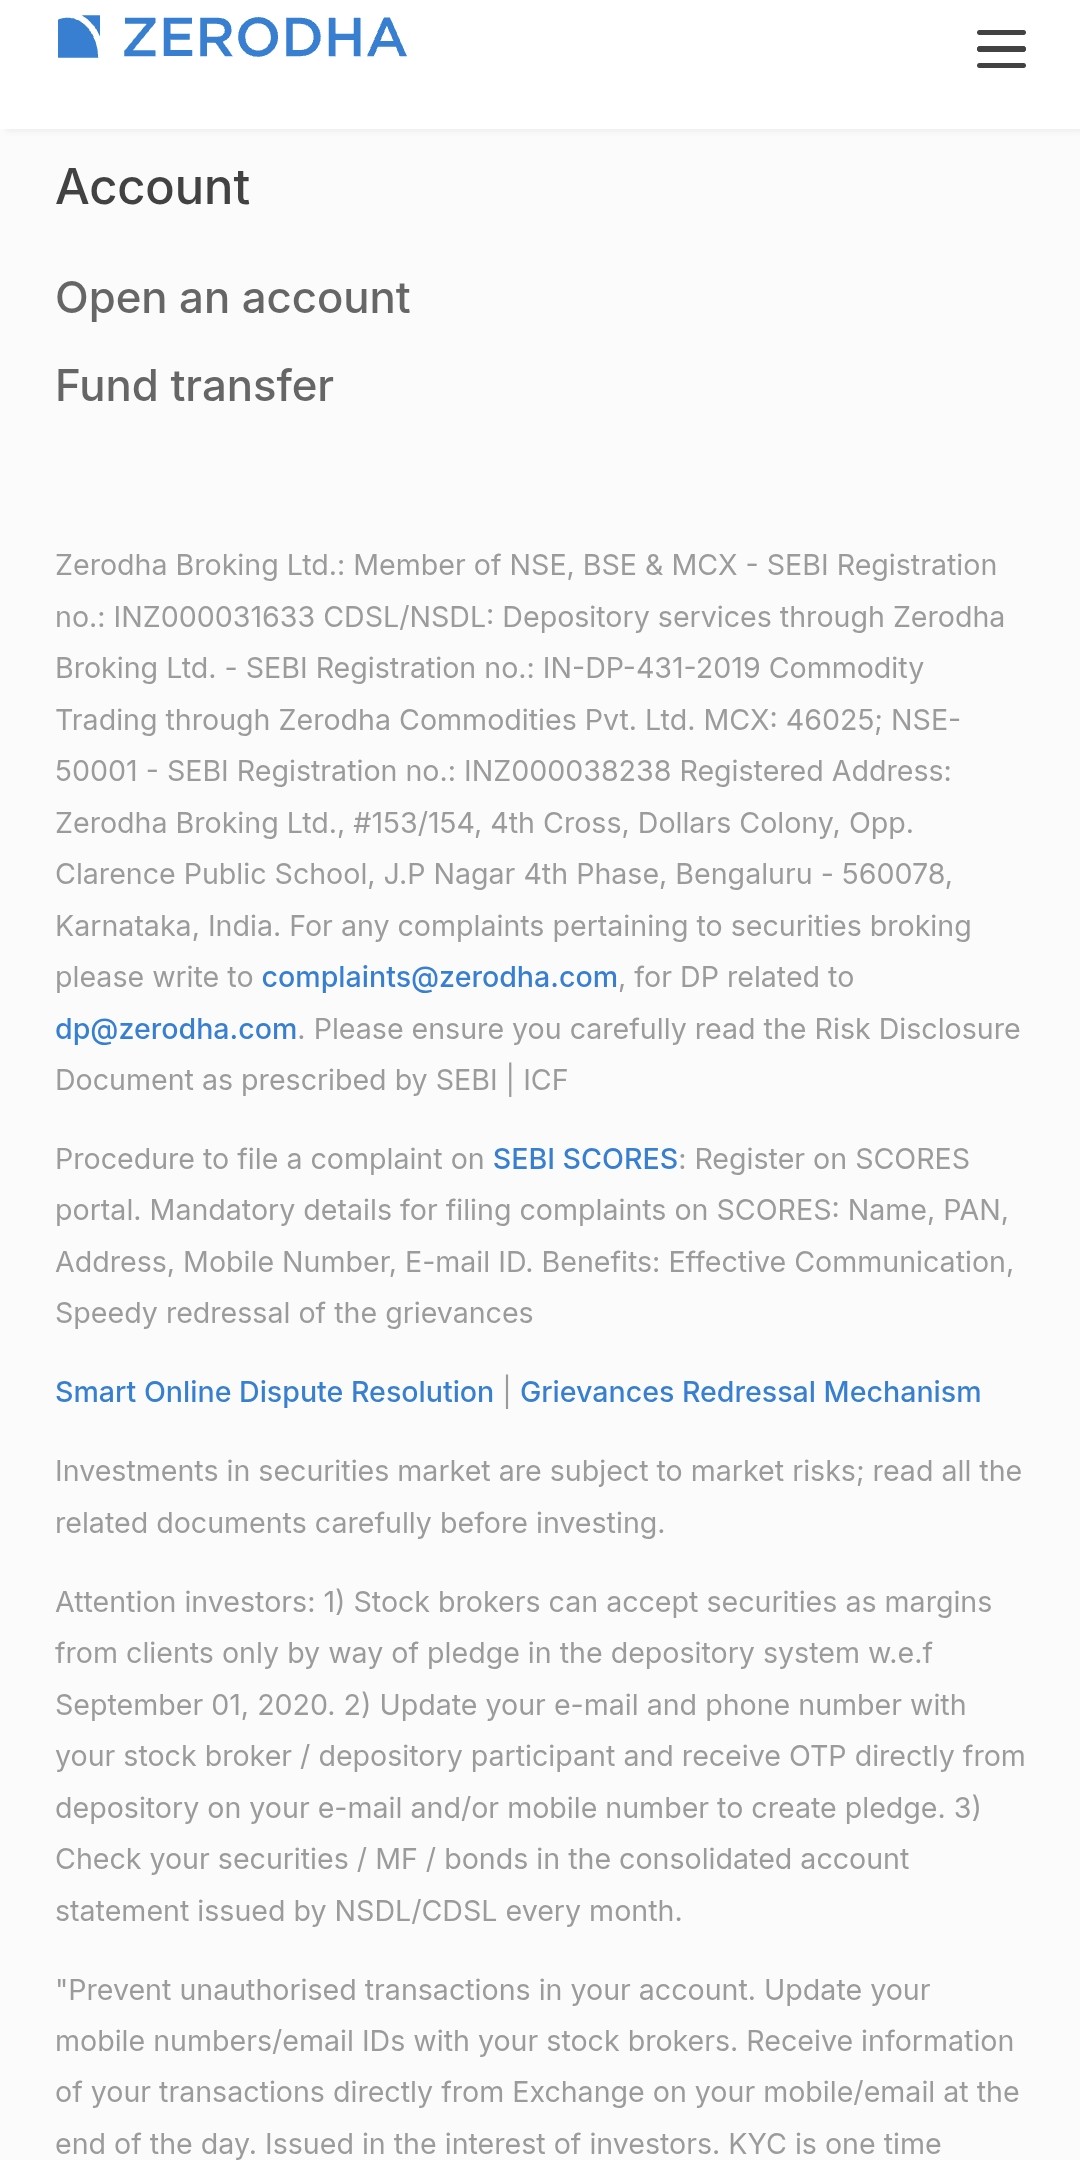 ZERODHA
Account
Open an account
Fund transfer
Zerodha Broking Ltd.: Member of NSE, BSE & MCX - SEBI Registration
no.: INZ000031633 CDSL/NSDL: Depository services through Zerodha
Broking Ltd. - SEBI Registration no.: IN-DP-431-2019 Commodity
Trading through Zerodha Commodities Pvt. Ltd. MCX: 46025; NSE-
50001 - SEBI Registration no.: INZ000038238 Registered Address:
Zerodha Broking Ltd., #153/154, 4th Cross, Dollars Colony, Opp.
Clarence Public School, J.P Nagar 4th Phase, Bengaluru - 560078,
Karnataka, India. For any complaints pertaining to securities broking
please write to complaints@zerodha.com, for DP related to
dp@zerodha.com. Please ensure you carefully read the Risk Disclosure
Document as prescribed by SEBI | ICF
Procedure to file a complaint on SEBI SCORES: Register on SCORES
portal. Mandatory details for filing complaints on SCORES: Name, PAN,
Address, Mobile Number, E-mail ID. Benefits: Effective Communication,
Speedy redressal of the grievances
Smart Online Dispute Resolution | Grievances Redressal Mechanism
Investments in securities market are subject to market risks; read all the
related documents carefully before investing.
Attention investors: 1) Stock brokers can accept securities as margins
from clients only by way of pledge in the depository system w.e.f
September 01, 2020. 2) Update your e-mail and phone number with
your stock broker / depository participant and receive OTP directly from
depository on your e-mail and/or mobile number to create pledge. 3)
Check your securities / MF / bonds in the consolidated account
statement issued by NSDL/CDSL every month.
"Prevent unauthorised transactions in your account. Update your
mobile numbers/email IDs with your stock brokers. Receive information
of your transactions directly from Exchange on your mobile/email at the
end of the day. Issued in the interest of investors. KYC is one time